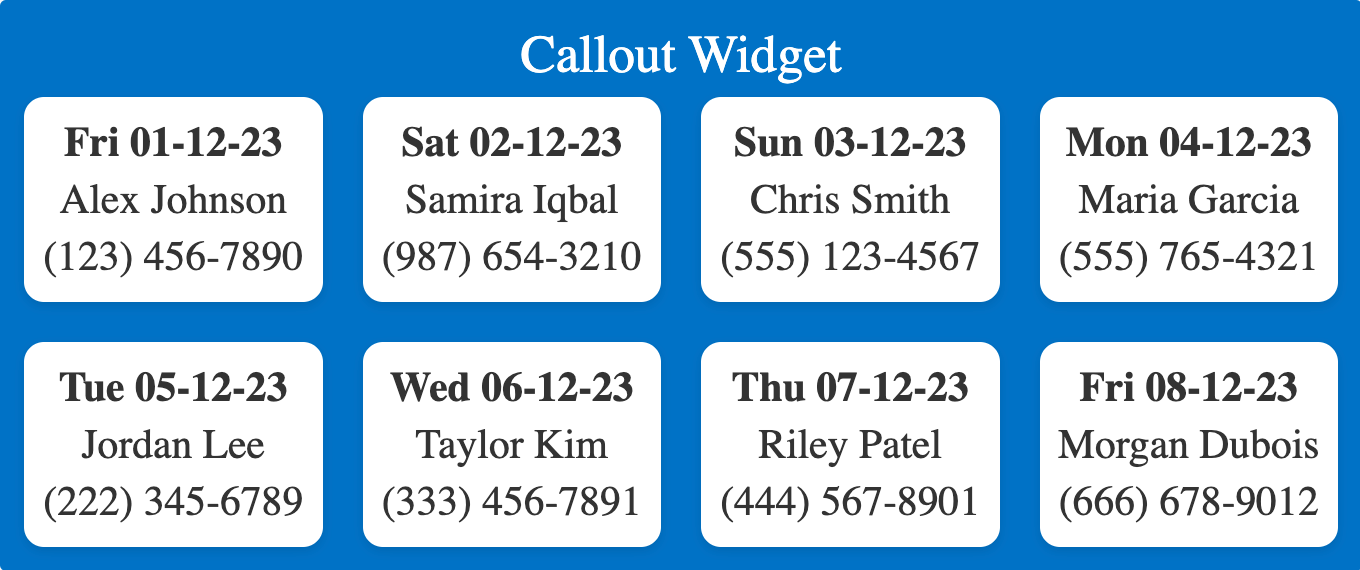 Callout Widget
Fri 01-12-23
Alex Johnson
(123) 456-7890
Sat 02-12-23
Samira Iqbal
(987) 654-3210
Sun 03-12-23
Chris Smith
(555) 123-4567
Mon 04-12-23
Maria Garcia
(555) 765-4321
Tue 05-12-23
Jordan Lee
(222) 345-6789
Wed 06-12-23
Taylor Kim
(333) 456-7891
Thu 07-12-23
Riley Patel
(444) 567-8901
Fri 08-12-23
Morgan Dubois
(666) 678-9012